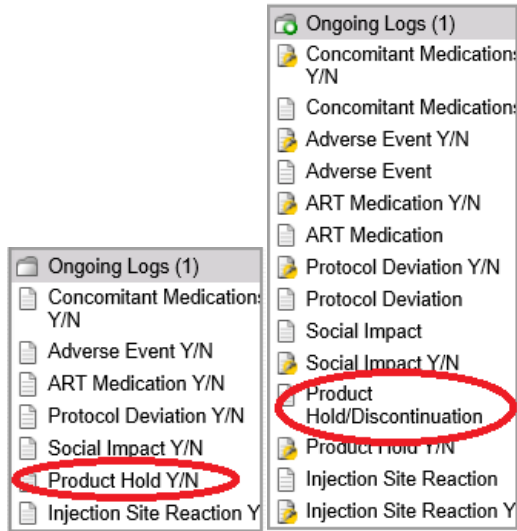 Ongoing Logs (1)
Concomitant Medications
Y/N
Adverse Event Y/N
ART Medication Y/N
Protocol Deviation Y/N
Social Impact Y/N
Product Hold Y/N
Injection Site Reaction Y
Ongoing Logs (1)
Concomitant Medications
Y/N
Concomitant Medications
Adverse Event Y/N
Adverse Event
ART Medication Y/N
ART Medication
Protocol Deviation Y/N
Protocol Deviation
Social Impact
Social Impact Y/N
Product
Hold/Discontinuation
Product Hold Y/N
Injection Site Reaction
Injection Site Reaction Y